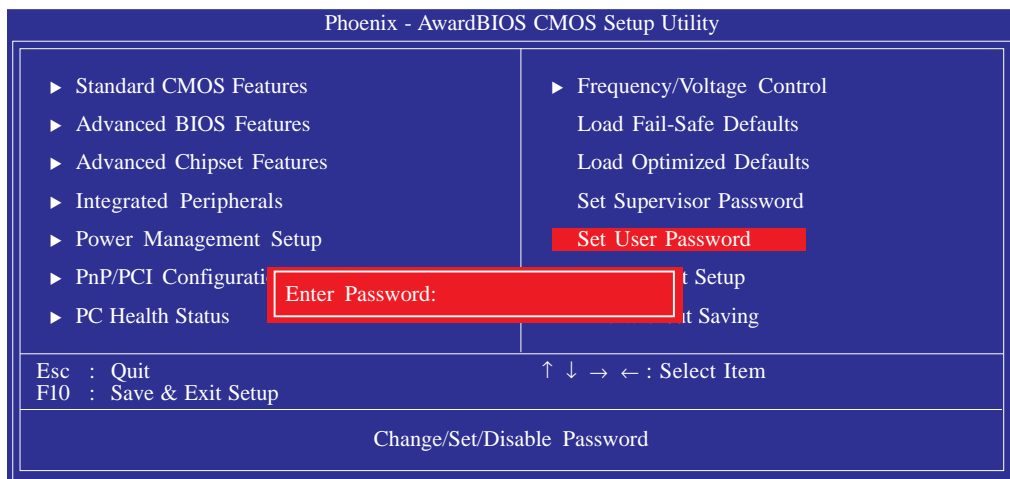 Phoenix - AwardBIOS CMOS Setup Utility
► Standard CMOS Features
► Advanced BIOS Features
► Advanced Chipset Features
► Integrated Peripherals
► Power Management Setup
► PnP/PCI Configurati
► PC Health Status
► Frequency/Voltage Control
Load Fail-Safe Defaults
Load Optimized Defaults
Set Supervisor Password
Set User Password
t Setup
ut Saving
Enter Password:
Esc : Quit
F10 : Save & Exit Setup
↑ ↓ → ← : Select Item
Change/Set/Disable Password